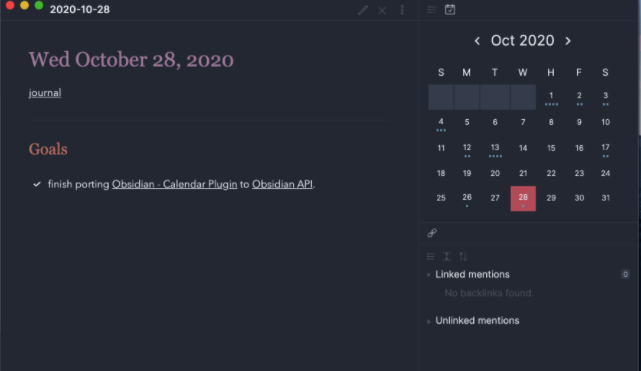 2020-10-28
Wed October 28, 2020
journal
Goals
finish porting Obsidian - Calendar Plugin to Obsidian API.
Oct 2020
S M T W H F S
1 2 3
4 5 6 7 8 9 10
11 12 13 14 15 16 17
18 19 20 21 22 23 24
25 26 27 28 29 30 31
Linked mentions 0
No backlinks found.
Unlinked mentions